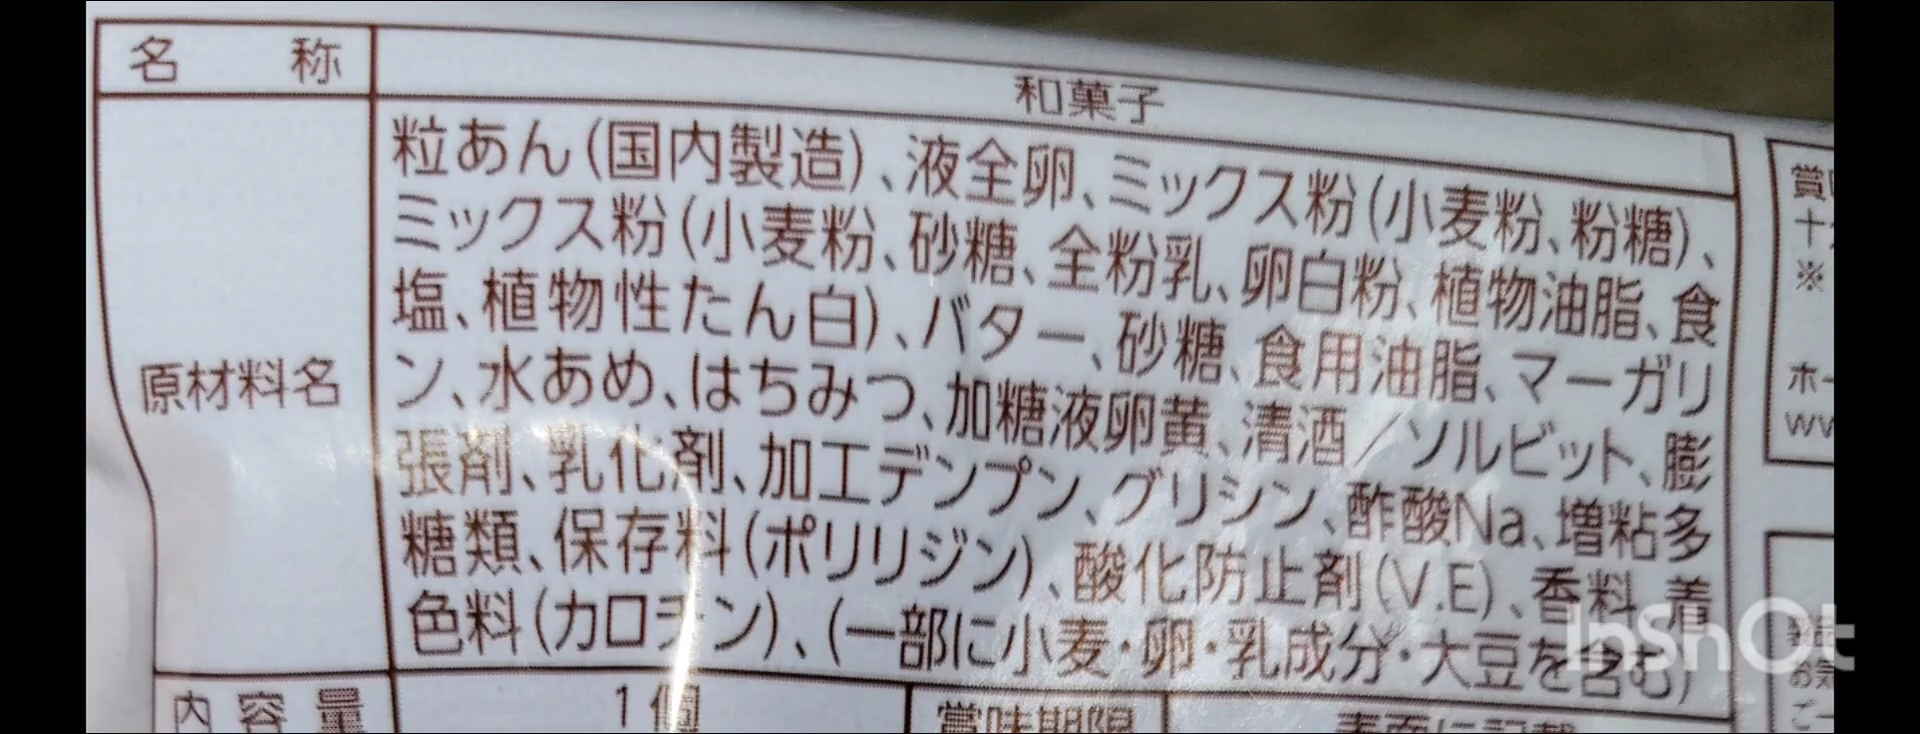 名 称
和菓子
原材料名
粒あん(国内製造)、液全卵、ミックス粉(小麦粉、粉糖)、
ミックス粉(小麦粉、砂糖、全粉乳、卵白粉、植物油脂、食
塩、植物性たん白)、バター、砂糖、食用油脂、マーガリ
ン、水あめ、はちみつ、加糖液卵黄、清酒/ソルビット、膨
張剤、乳化剤、加工デンプン、グリシン、酢酸Na、増粘多
糖類、保存料(ポリリジン)、酸化防止剤(V.E)、香料、着
色料(カロチン)、(一部に小麦・卵・乳成分・大豆を含む)
内容量
1個
賞味期限
表面に記載
賞
十
※
ホー
InShOt